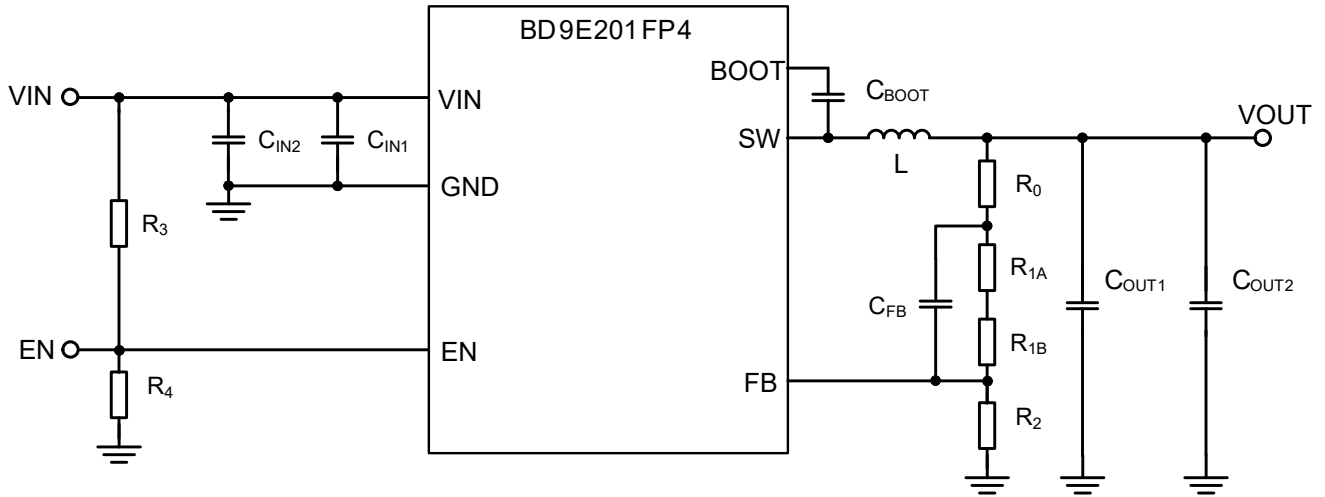 BD9E201FP4
BOOT
C_BOOT
VIN
VIN
VOUT
C_IN2
C_IN1
SW
L
GND
R_0
R_3
R_1A
C_OUT1
C_OUT2
C_FB
R_1B
EN
EN
FB
R_4
R_2